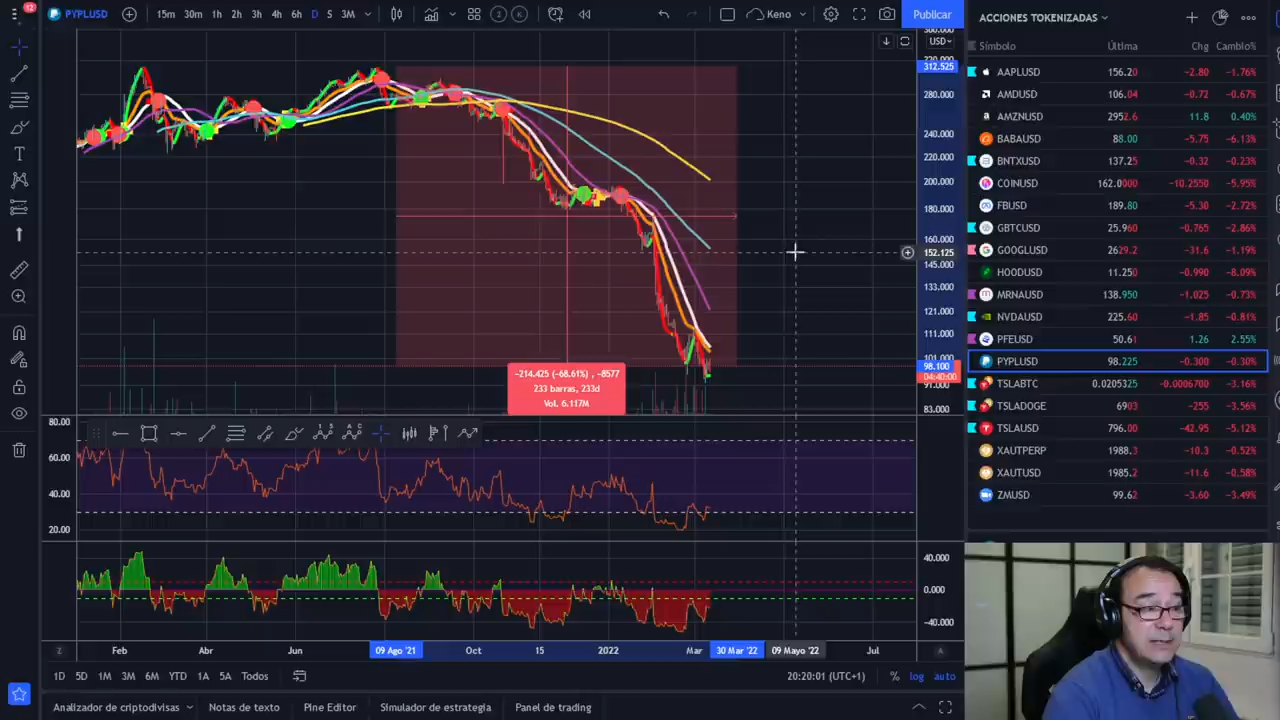 12
PYPLUSD
15m 30m 1h 2h 3h 4h 6h D S 3M
2
K
Keno
Publicar
USD
312.525
280.000
240.000
220.000
200.000
180.000
160.000
152.125
145.000
133.000
121.000
111.000
101.000
98.100
04:40:00
91.000
83.000
-214.425 (-68.61%) , -8577
233 barras, 233d
Vol. 6.117M
80.00
60.00
40.00
20.00
40.000
0.000
-40.000
Feb Abr Jun 09 Ago '21 Oct 15 2022 Mar 30 Mar '22 09 Mayo '22 Jul
Z
A
1D 5D 1M 3M 6M YTD 1A 5A Todos
20:20:01 (UTC+1) % log auto
Analizador de criptodivisas Notas de texto Pine Editor Simulador de estrategia Panel de trading
ACCIONES TOKENIZADAS
Símbolo Última Chg Cambio%
AAPLUSD 156.20 -2.80 -1.76%
AMDUSD 106.04 -0.72 -0.67%
AMZNUSD 2952.6 11.8 0.40%
BABAUSD 88.00 -5.75 -6.13%
BNTXUSD 137.25 -0.32 -0.23%
COINUSD 162.0000 -10.2550 -5.95%
FBUSD 189.80 -5.30 -2.72%
GBTCUSD 25.960 -0.765 -2.86%
GOOGLUSD 2629.2 -31.6 -1.19%
HOODUSD 11.250 -0.990 -8.09%
MRNAUSD 138.950 -1.025 -0.73%
NVDAUSD 225.60 -1.85 -0.81%
PFEUSD 50.61 1.26 2.55%
PYPLUSD 98.225 -0.300 -0.30%
TSLABTC 0.0205325 -0.0006700 -3.16%
TSLADOGE 6903 -255 -3.56%
TSLAUSD 796.00 -42.95 -5.12%
XAUTPERP 1988.3 -10.3 -0.52%
XAUTUSD 1985.2 -11.6 -0.58%
ZMUSD 99.62 -3.60 -3.49%